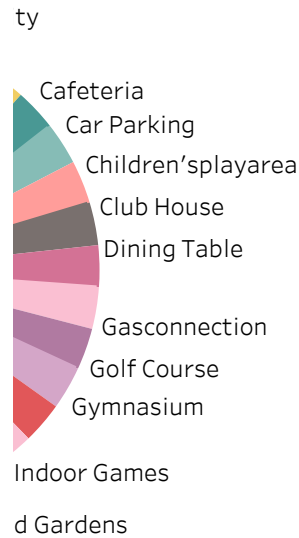 ty
Cafeteria
Car Parking
Children'splayarea
Club House
Dining Table
Gasconnection
Golf Course
Gymnasium
Indoor Games
d Gardens